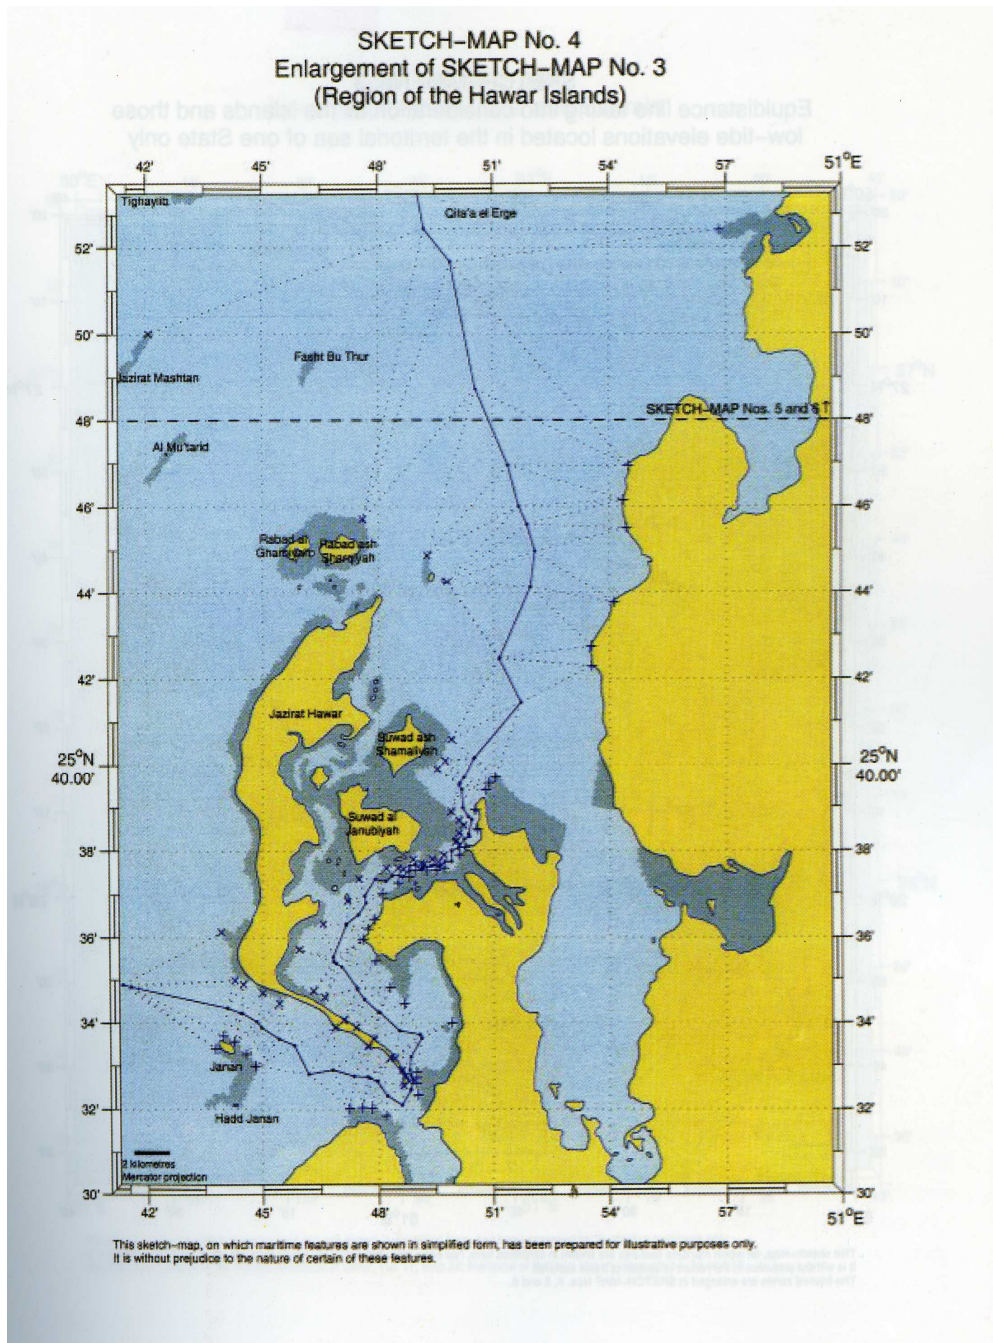 SKETCH-MAP No. 4
Enlargement of SKETCH-MAP No. 3
(Region of the Hawar Islands)
42' 45' 48' 51' 54' 57' 51°E
Tighaylib
Qita'a el Erge
52' 52'
50' 50'
Fasht Bu Thur
Jazirat Mashtan
SKETCH-MAP Nos. 5 and 6↑
48' 48'
Al Mu'tarid
46' 46'
Rabad al Gharbiyah
Rabad ash Sharqiyah
44' 44'
42' 42'
Jazirat Hawar
Suwad ash
Shamaliyah
25°N
40.00'
25°N
40.00'
Suwad al
Janubiyah
38' 38'
36' 36'
34' 34'
Janan
32' 32'
Hadd Janan
2 kilometres
Mercator projection
30' 30'
42' 45' 48' 51' 54' 57' 51°E
This sketch-map, on which maritime features are shown in simplified form, has been prepared for illustrative purposes only.
It is without prejudice to the nature of certain of these features.